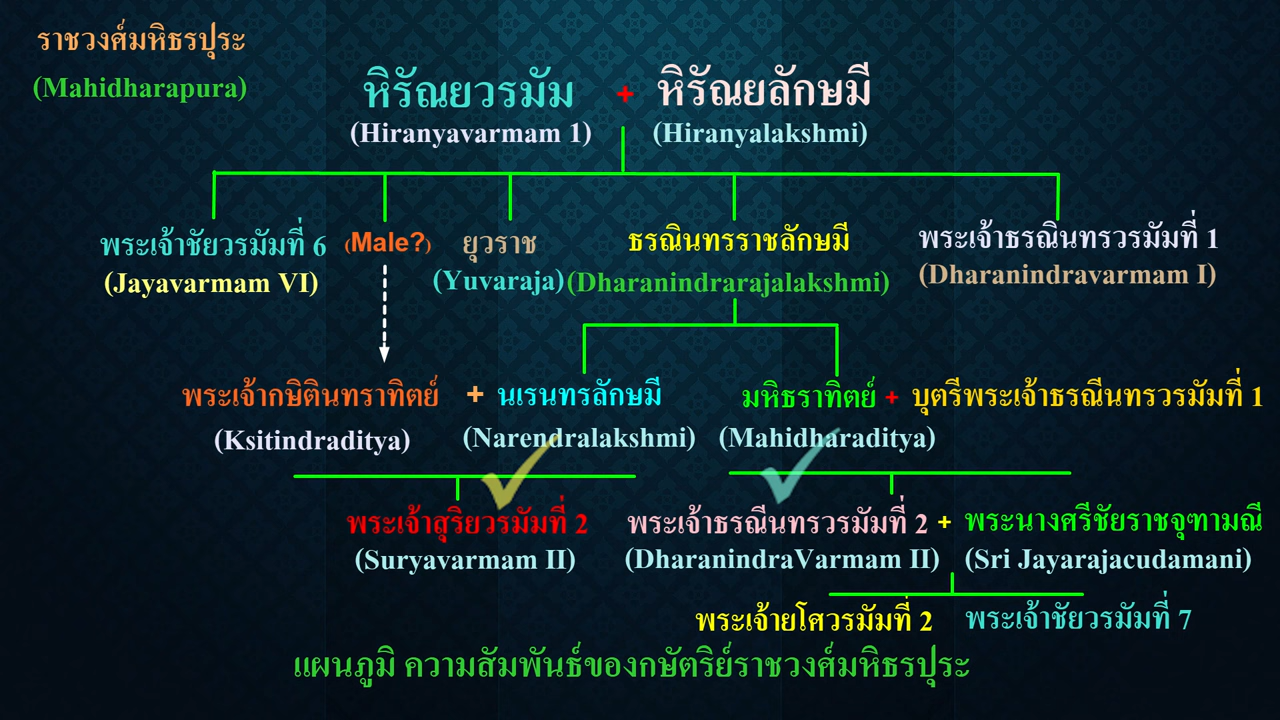 ราชวงศ์มหิธรปุระ
(Mahidharapura)
หิรัณยวรมัม + หิรัณยลักษมี
(Hiranyavarmam 1) (Hiranyalakshmi)
พระเจ้าชัยวรมัมที่ 6 (Male?) ยุวราช ธรณินทรราชลักษมี พระเจ้าธรณินทรวรมัมที่ 1
(Jayavarmam VI) (Yuvaraja) (Dharanindrarajalakshmi) (Dharanindravarmam I)
พระเจ้ากษิตินทราทิตย์ + นเรนทรลักษมี มหิธราทิตย์ + บุตรีพระเจ้าธรณีนทรวรมัมที่ 1
(Ksitindraditya) (Narendralakshmi) (Mahidharaditya)
พระเจ้าสุริยวรมัมที่ 2 พระเจ้าธรณีนทรวรมัมที่ 2 + พระนางศรีชัยราชจุฑามณี
(Suryavarmam II) (DharanindraVarmam II) (Sri Jayarajacudamani)
พระเจ้ายโศวรมัมที่ 2 พระเจ้าชัยวรมัมที่ 7
แผนภูมิ ความสัมพันธ์ของกษัตริย์ราชวงศ์มหิธรปุระ